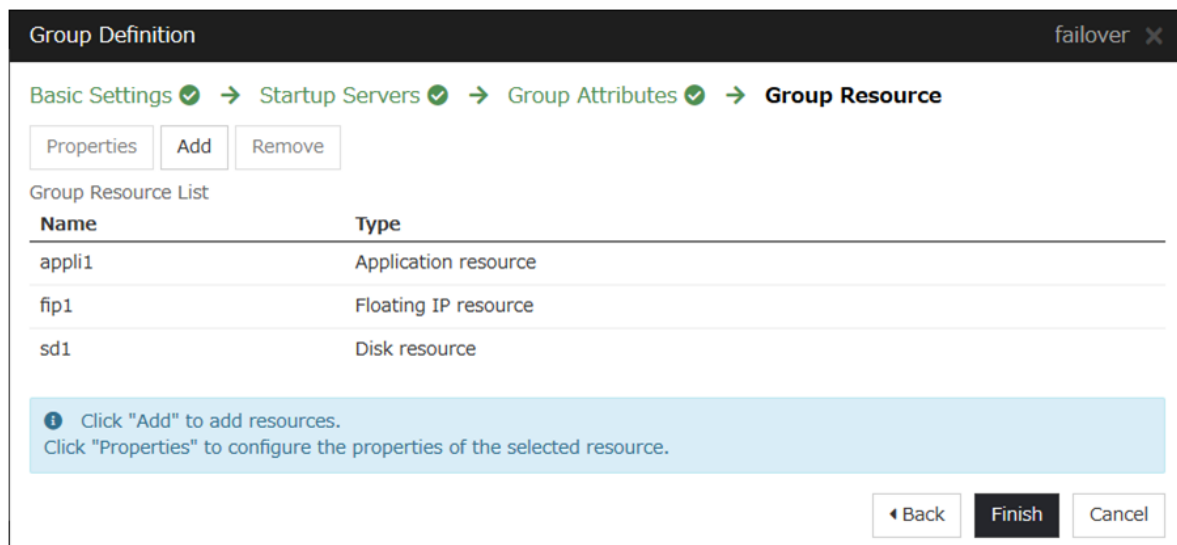 Group Definition failover
Basic Settings → Startup Servers → Group Attributes → Group Resource
Properties Add Remove
Group Resource List
Name Type
appli1 Application resource
fip1 Floating IP resource
sd1 Disk resource
Click "Add" to add resources.
Click "Properties" to configure the properties of the selected resource.
Back Finish Cancel